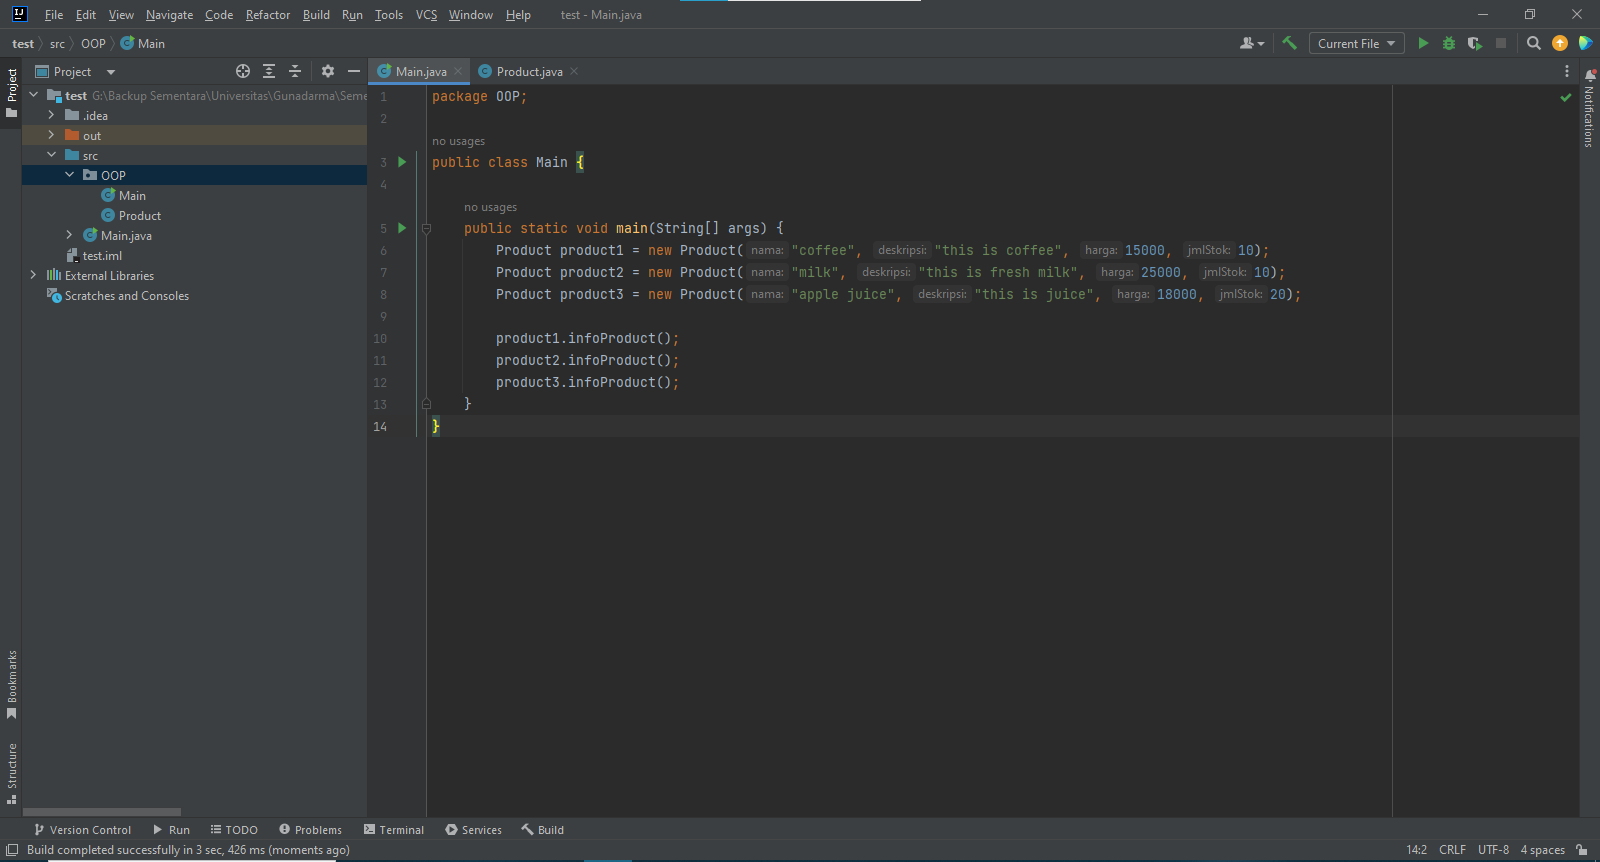 File Edit View Navigate Code Refactor Build Run Tools VCS Window Help test - Main.java
test src OOP Main
Current File
Project
Project
Main.java
Product.java
test G:\Backup Sementara\Universitas\Gunadarma\Seme
.idea
out
src
OOP
Main
Product
Main.java
test.iml
External Libraries
Scratches and Consoles
1 package OOP;
2
no usages
3 public class Main {
4
no usages
5 public static void main(String[] args) {
6 Product product1 = new Product( nama: "coffee", deskripsi: "this is coffee", harga: 15000, jmlStok: 10);
7 Product product2 = new Product( nama: "milk", deskripsi: "this is fresh milk", harga: 25000, jmlStok: 10);
8 Product product3 = new Product( nama: "apple juice", deskripsi: "this is juice", harga: 18000, jmlStok: 20);
9
10 product1.infoProduct();
11 product2.infoProduct();
12 product3.infoProduct();
13 }
14 }
Notifications
Bookmarks
Structure
Version Control Run TODO Problems Terminal Services Build
Build completed successfully in 3 sec, 426 ms (moments ago) 14:2 CRLF UTF-8 4 spaces